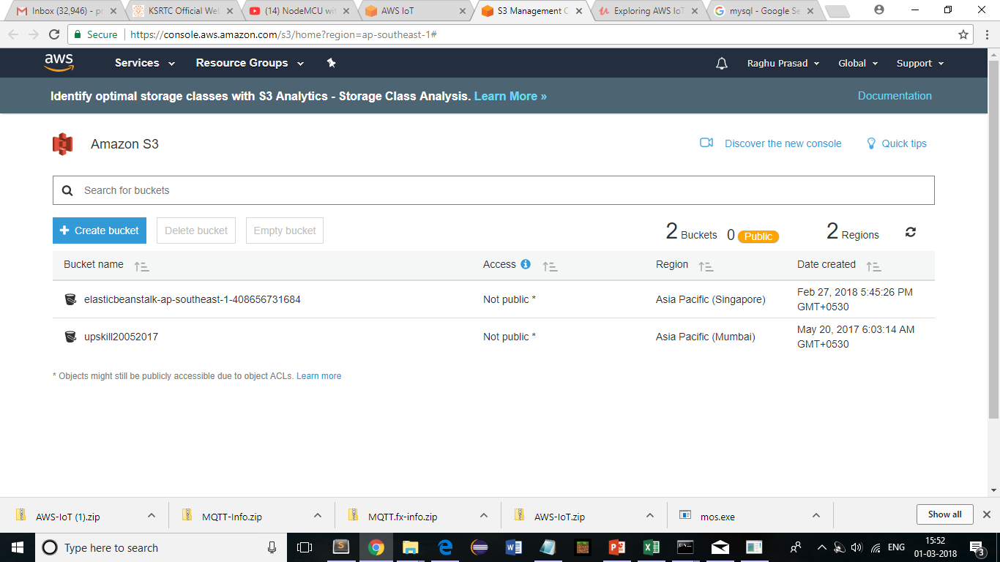 Inbox (32,946) - pr
KSRTC Official Web
(14) NodeMCU wit
AWS IoT
S3 Management C
Exploring AWS IoT
mysql - Google Se
Secure
https://console.aws.amazon.com/s3/home?region=ap-southeast-1#
aws
Services
Resource Groups
Raghu Prasad
Global
Support
Identify optimal storage classes with S3 Analytics - Storage Class Analysis. Learn More »
Documentation
Amazon S3
Discover the new console
Quick tips
Search for buckets
Create bucket
Delete bucket
Empty bucket
2 Buckets
0 Public
2 Regions
Bucket name
Access
Region
Date created
elasticbeanstalk-ap-southeast-1-408656731684
Not public *
Asia Pacific (Singapore)
Feb 27, 2018 5:45:26 PM
GMT+0530
upskill20052017
Not public *
Asia Pacific (Mumbai)
May 20, 2017 6:03:14 AM
GMT+0530
* Objects might still be publicly accessible due to object ACLs. Learn more
AWS-IoT (1).zip
MQTT-Info.zip
MQTT.fx-info.zip
AWS-IoT.zip
mos.exe
Show all
Type here to search
ENG
15:52
01-03-2018
3